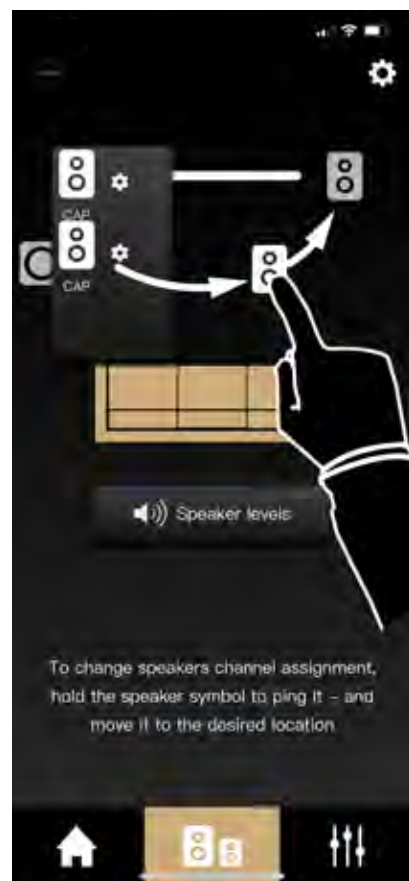 CAP
CAP
Speaker levels
To change speakers channel assignment,
hold the speaker symbol to ping it – and
move it to the desired location